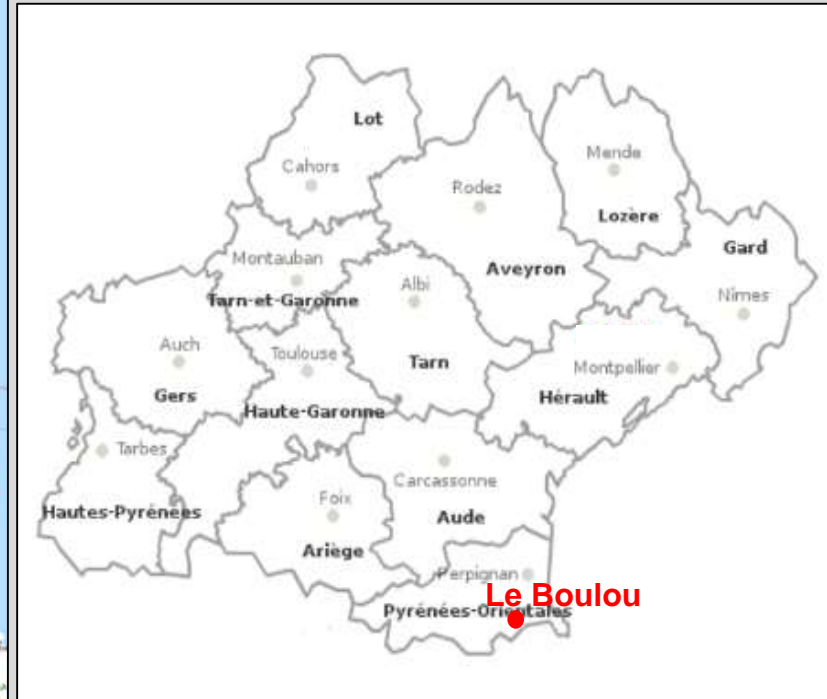 Lot
Cahors
Mende
Rodez
Lozère
Gard
Montauban
Aveyron
Albi
Tarn-et-Garonne
Nîmes
Auch
Toulouse
Tarn
Montpellier
Gers
Hérault
Haute-Garonne
Tarbes
Carcassonne
Foix
Hautes-Pyrénées
Aude
Ariège
Perpignan
Le Boulou
Pyrénées-Orientales